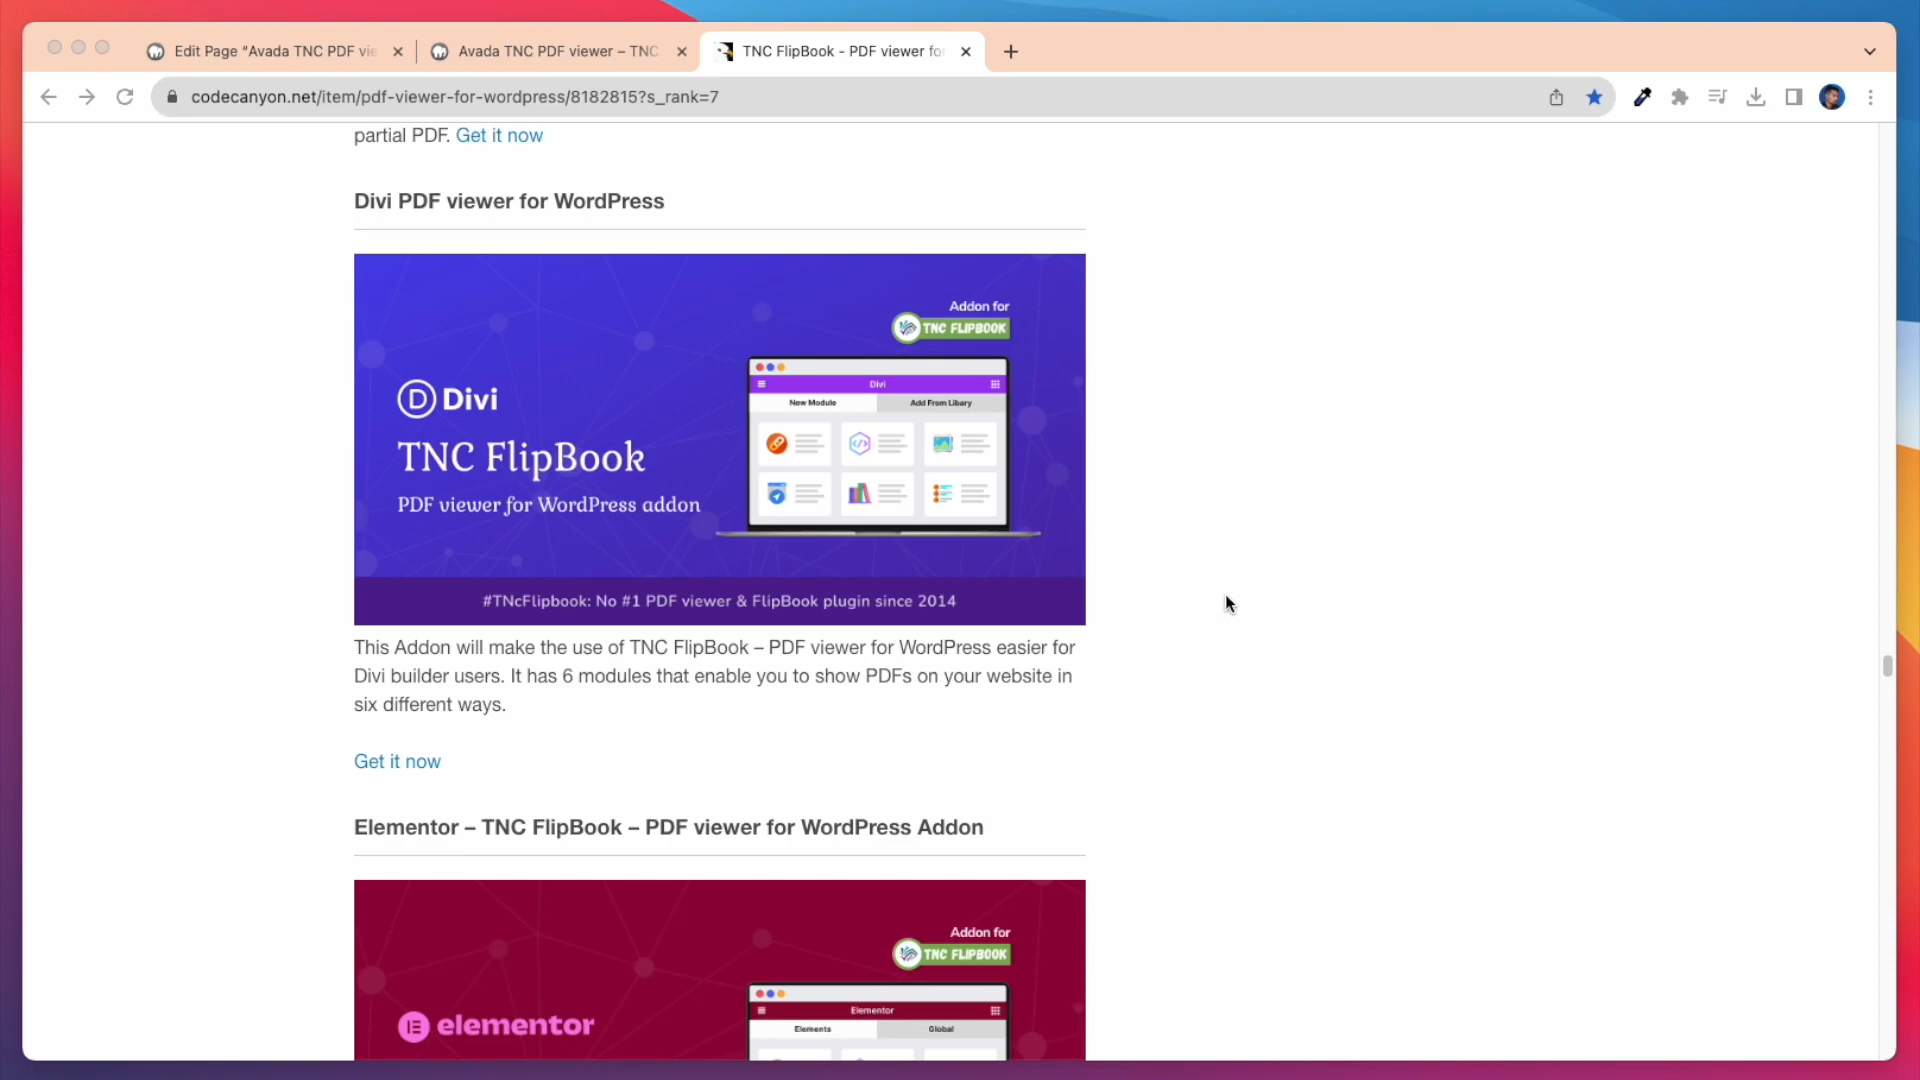 Edit Page “Avada TNC PDF vie
Avada TNC PDF viewer – TNC
TNC FlipBook - PDF viewer fo
codecanyon.net/item/pdf-viewer-for-wordpress/8182815?s_rank=7
partial PDF. Get it now
Divi PDF viewer for WordPress
Addon for
TNC FLIPBOOK
Divi
New Module
Add From Libary
D Divi
TNC FlipBook
PDF viewer for WordPress addon
#TNcFlipbook: No #1 PDF viewer & FlipBook plugin since 2014
This Addon will make the use of TNC FlipBook – PDF viewer for WordPress easier for
Divi builder users. It has 6 modules that enable you to show PDFs on your website in
six different ways.
Get it now
Elementor – TNC FlipBook – PDF viewer for WordPress Addon
Addon for
TNC FLIPBOOK
Elementor
Elements
Global
elementor